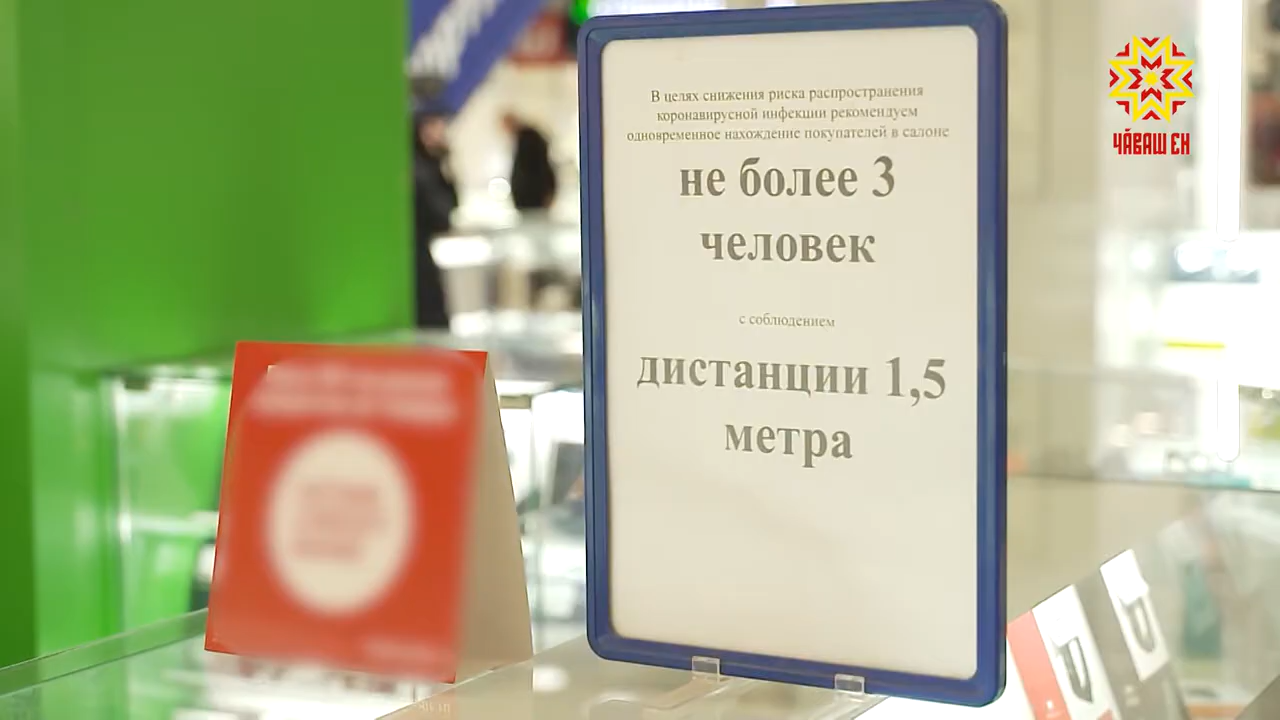 В целях снижения риска распространения
коронавирусной инфекции рекомендуем
одновременное нахождение покупателей в салоне
не более 3
человек
с соблюдением
дистанции 1,5
метра
ЧĂВАШ ЕН